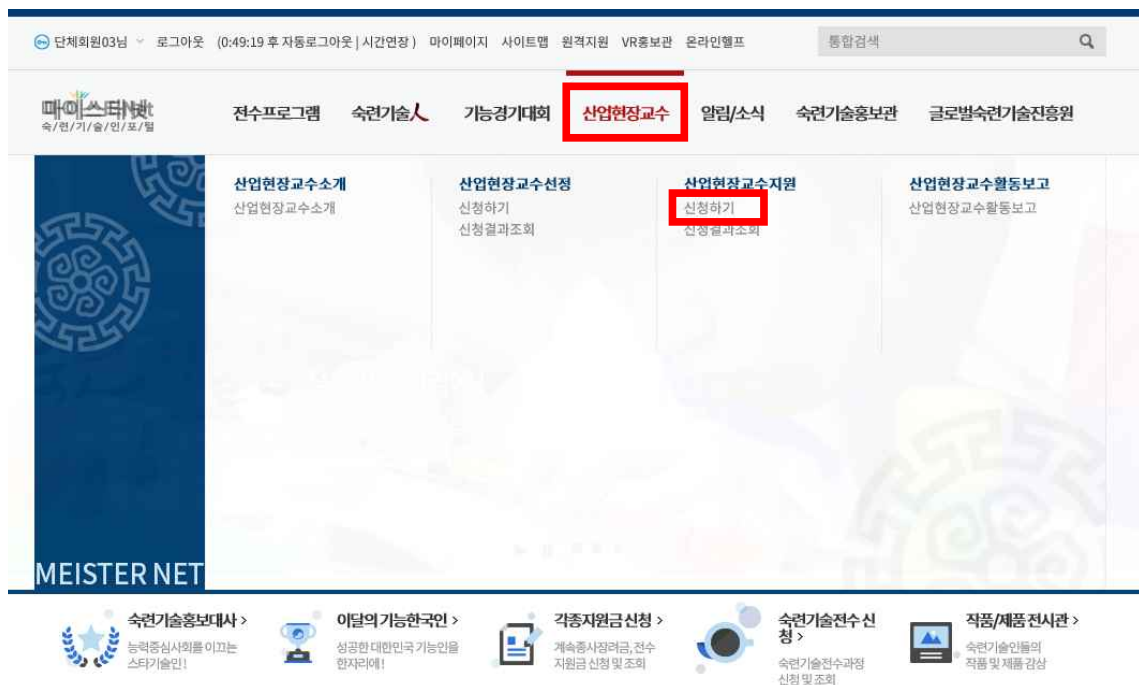 단체회원03님 로그아웃 (0:49:19 후 자동로그아웃 | 시간연장 ) 마이페이지 사이트맵 원격지원 VR홍보관 온라인헬프 통합검색
마이스터넷
숙/련/기/술/인/포/털
전수프로그램 숙련기술人 기능경기대회 산업현장교수 알림/소식 숙련기술홍보관 글로벌숙련기술진흥원
산업현장교수소개 산업현장교수선정 산업현장교수지원 산업현장교수활동보고
산업현장교수소개 신청하기 신청하기 산업현장교수활동보고
신청결과조회 신청결과조회
MEISTER NET
숙련기술홍보대사 >
능력중심사회를 이끄는
스타기술인!
이달의 기능한국인 >
성공한 대한민국 기능인을
한자리에!
각종지원금 신청 >
계속종사장려금, 전수
지원금 신청 및 조회
숙련기술전수 신
청 >
숙련기술전수과정
신청 및 조회
작품/제품 전시관 >
숙련기술인들의
작품 및 제품 감상